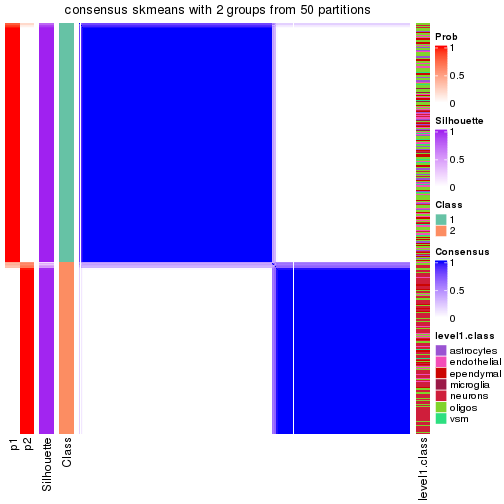 consensus skmeans with 2 groups from 50 partitions
Prob
1
0.5
0
Silhouette
1
0.5
0
Class
1
2
Consensus
1
0.5
0
level1.class
astrocytes
endothelial
ependymal
microglia
neurons
oligos
vsm
p1
p2
Silhouette
Class
level1.class